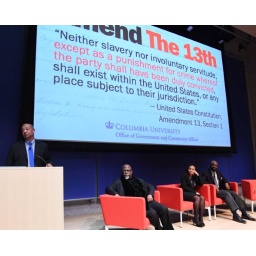 mend The 13th
"Neither slavery nor involuntary servitude,
except as a punishment for crime whereof
the party shall have been duly convicted,
shall exist within the United States, or any
place subject to their jurisdiction."
– United States Constitution,
Amendment 13, Section 1
COLUMBIA UNIVERSITY
Office of Government and Community Affairs